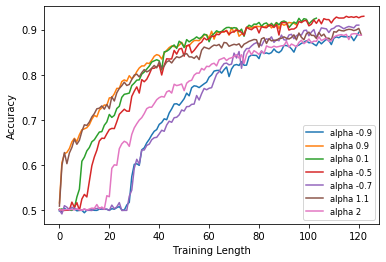 0.9
0.8
0.7
0.6
0.5
Accuracy
0 20 40 60 80 100 120
Training Length
alpha -0.9
alpha 0.9
alpha 0.1
alpha -0.5
alpha -0.7
alpha 1.1
alpha 2